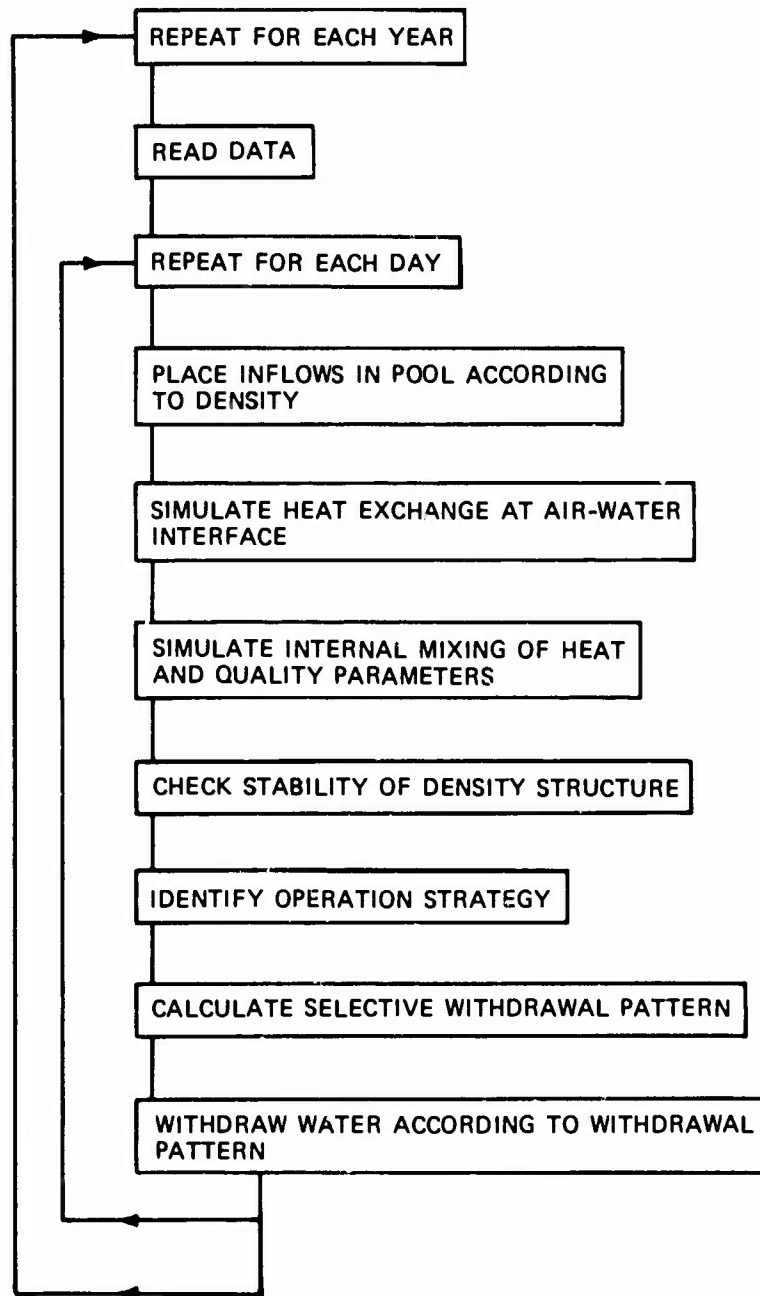 REPEAT FOR EACH YEAR
READ DATA
REPEAT FOR EACH DAY
PLACE INFLOWS IN POOL ACCORDING
TO DENSITY
SIMULATE HEAT EXCHANGE AT AIR-WATER
INTERFACE
SIMULATE INTERNAL MIXING OF HEAT
AND QUALITY PARAMETERS
CHECK STABILITY OF DENSITY STRUCTURE
IDENTIFY OPERATION STRATEGY
CALCULATE SELECTIVE WITHDRAWAL PATTERN
WITHDRAW WATER ACCORDING TO WITHDRAWAL
PATTERN